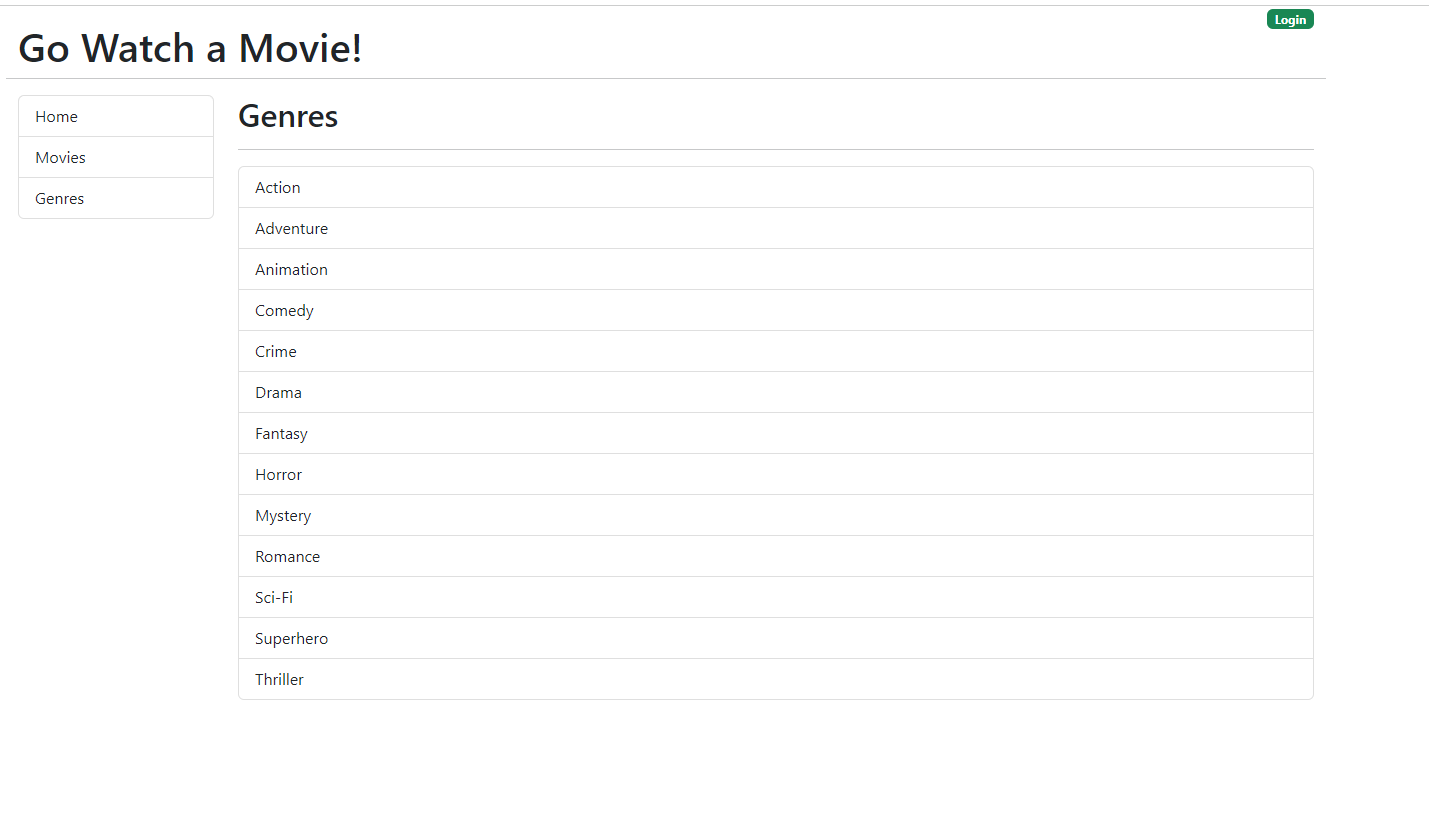 Login
Go Watch a Movie!
Home
Movies
Genres
Genres
Action
Adventure
Animation
Comedy
Crime
Drama
Fantasy
Horror
Mystery
Romance
Sci-Fi
Superhero
Thriller